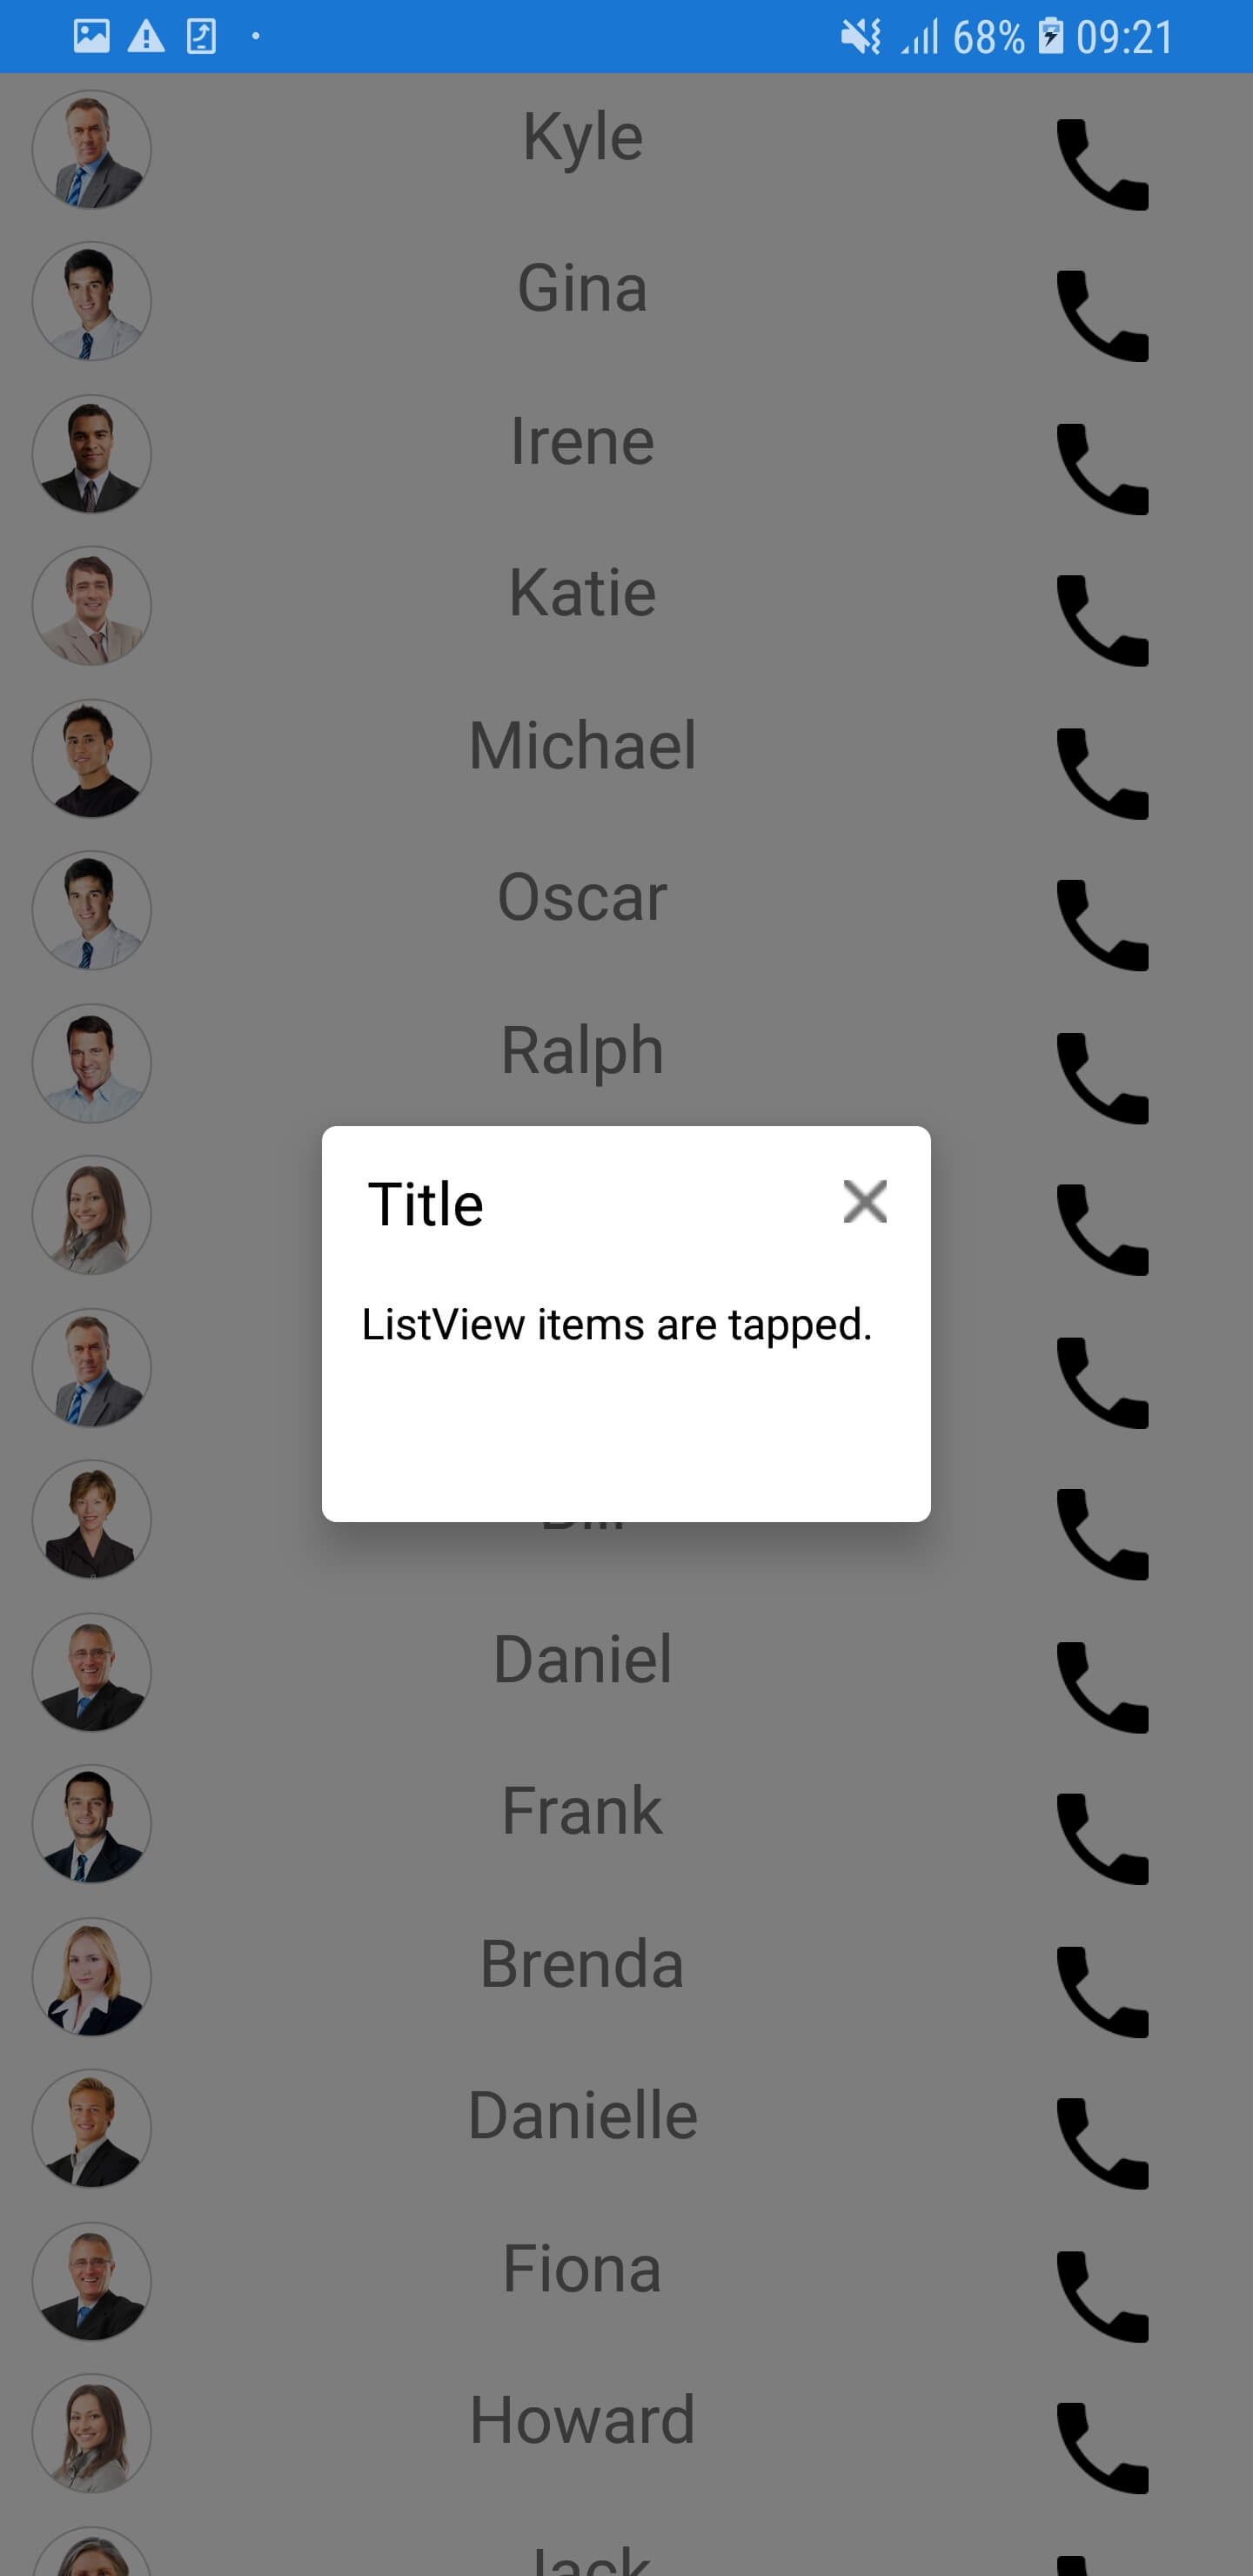 68% 09:21
Kyle
Gina
Irene
Katie
Michael
Oscar
Ralph
Title
ListView items are tapped.
Daniel
Frank
Brenda
Danielle
Fiona
Howard
Jack